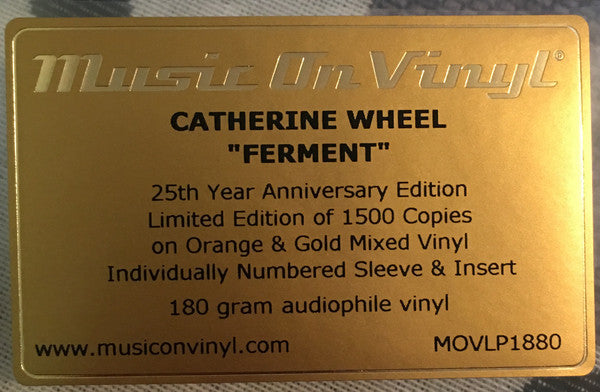 Music On Vinyl®
CATHERINE WHEEL
"FERMENT"
25th Year Anniversary Edition
Limited Edition of 1500 Copies
on Orange & Gold Mixed Vinyl
Individually Numbered Sleeve & Insert
180 gram audiophile vinyl
www.musiconvinyl.com MOVLP1880